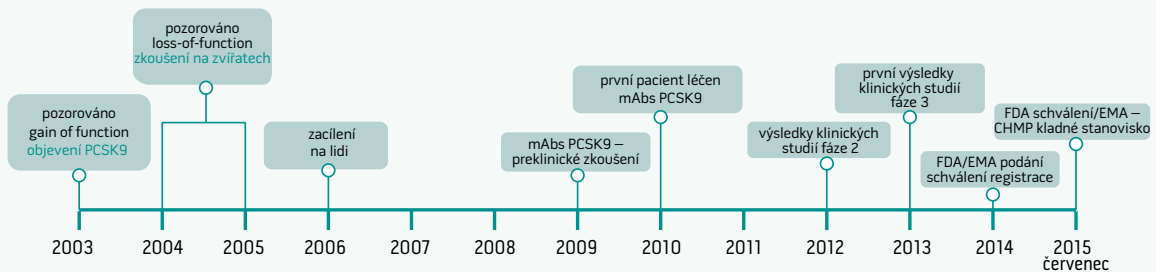 pozorováno
gain of function
objevení PCSK9
pozorováno
loss-of-function
zkoušení na zvířatech
zacílení
na lidi
mAbs PCSK9 –
preklinické zkoušení
první pacient léčen
mAbs PCSK9
výsledky klinických
studií fáze 2
první výsledky
klinických studií
fáze 3
FDA/EMA podání
schválení registrace
FDA schválení/EMA –
CHMP kladné stanovisko
2003
2004
2005
2006
2007
2008
2009
2010
2011
2012
2013
2014
2015
červenec